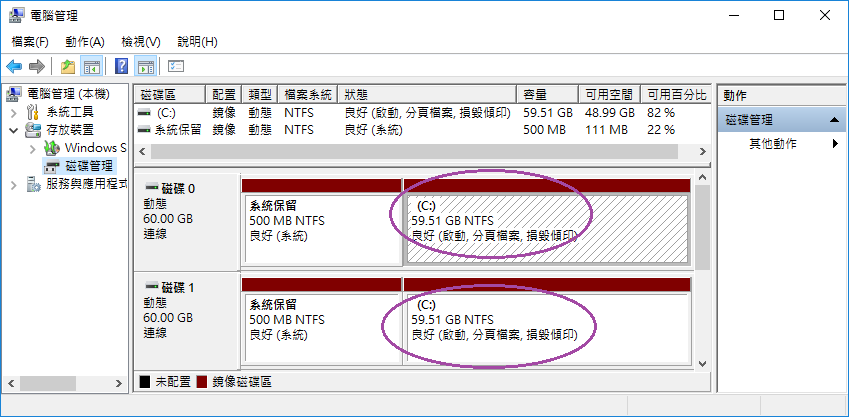 電腦管理
檔案(F) 動作(A) 檢視(V) 說明(H)
電腦管理 (本機)
系統工具
存放裝置
Windows S
磁碟管理
服務與應用程式
磁碟區 配置 類型 檔案系統 狀態 容量 可用空間 可用百分比
(C:) 鏡像 動態 NTFS 良好 (啟動, 分頁檔案, 損毀傾印) 59.51 GB 48.99 GB 82 %
系統保留 鏡像 動態 NTFS 良好 (系統) 500 MB 111 MB 22 %
磁碟 0
動態
60.00 GB
連線
系統保留
500 MB NTFS
良好 (系統)
(C:)
59.51 GB NTFS
良好 (啟動, 分頁檔案, 損毀傾印)
磁碟 1
動態
60.00 GB
連線
系統保留
500 MB NTFS
良好 (系統)
(C:)
59.51 GB NTFS
良好 (啟動, 分頁檔案, 損毀傾印)
未配置 鏡像磁碟區
動作
磁碟管理
其他動作